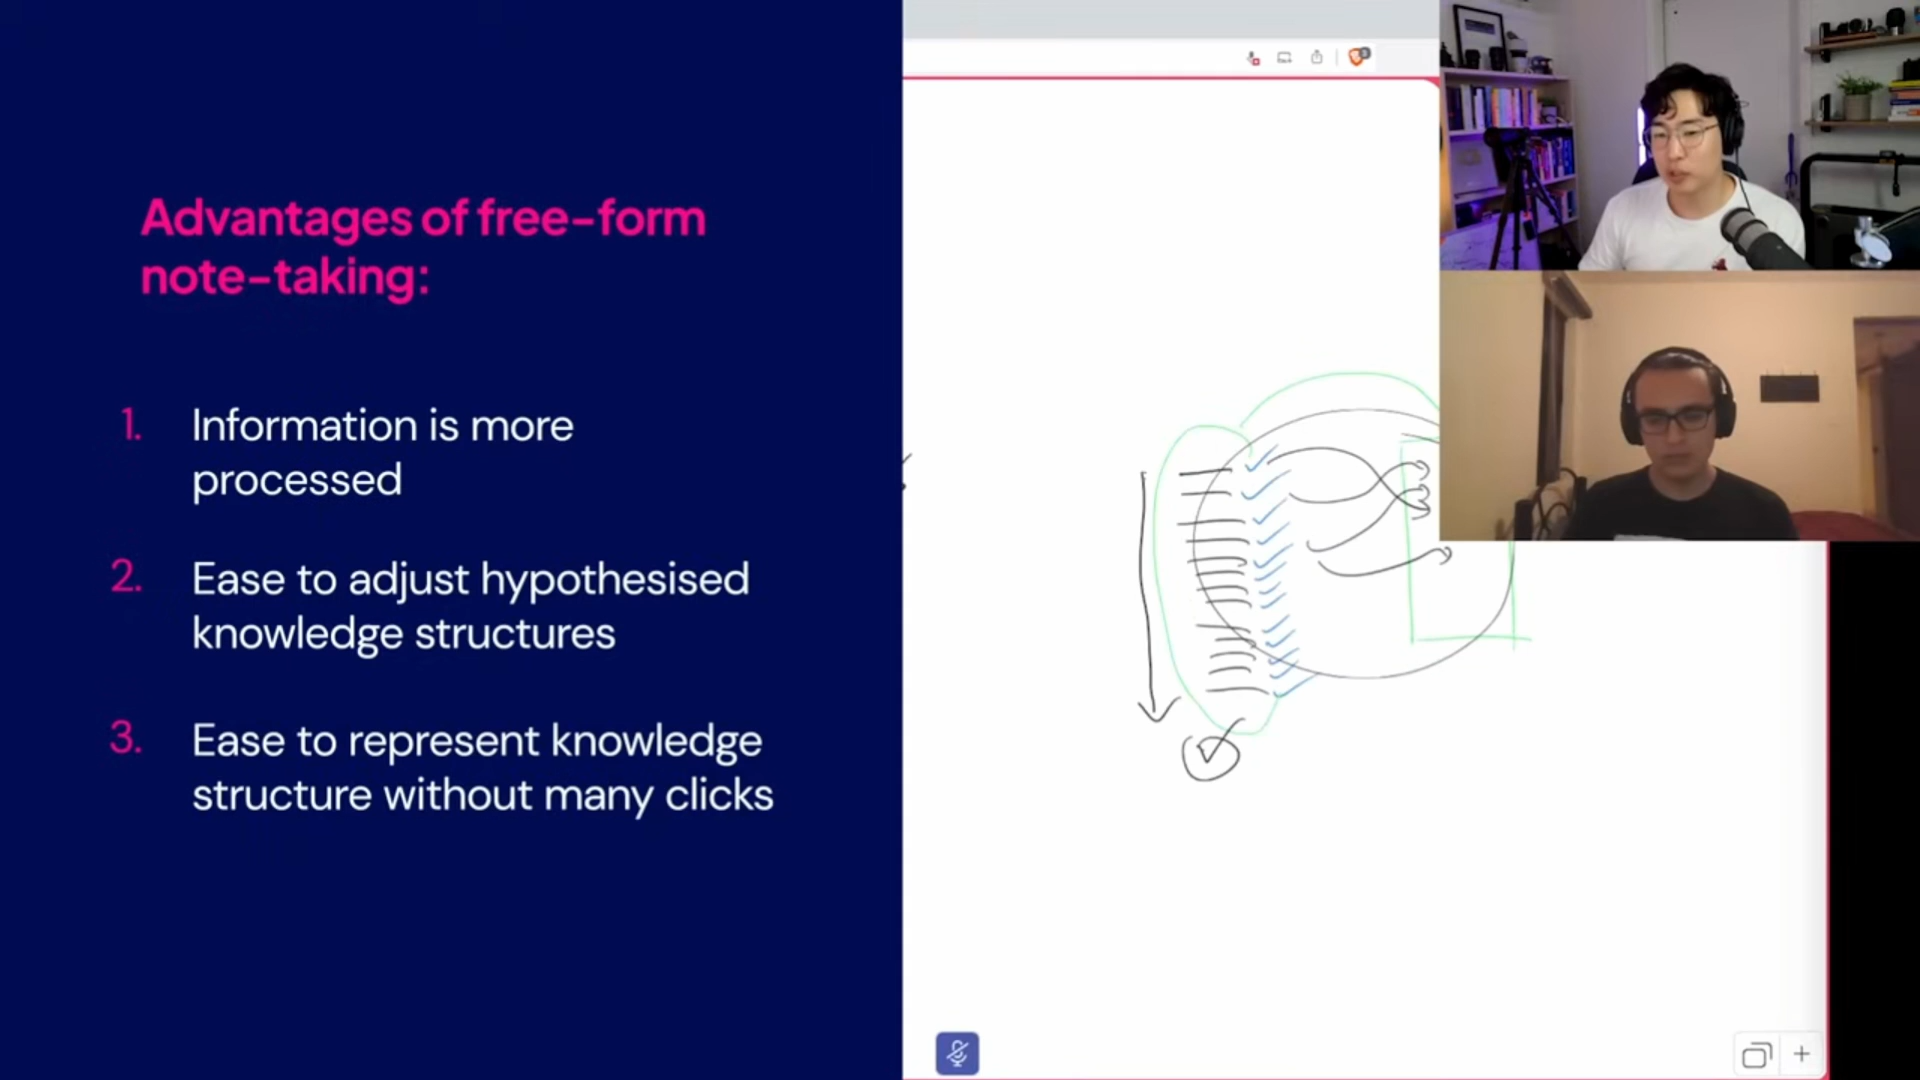 Advantages of free-form
note-taking:
1. Information is more
processed
2. Ease to adjust hypothesised
knowledge structures
3. Ease to represent knowledge
structure without many clicks